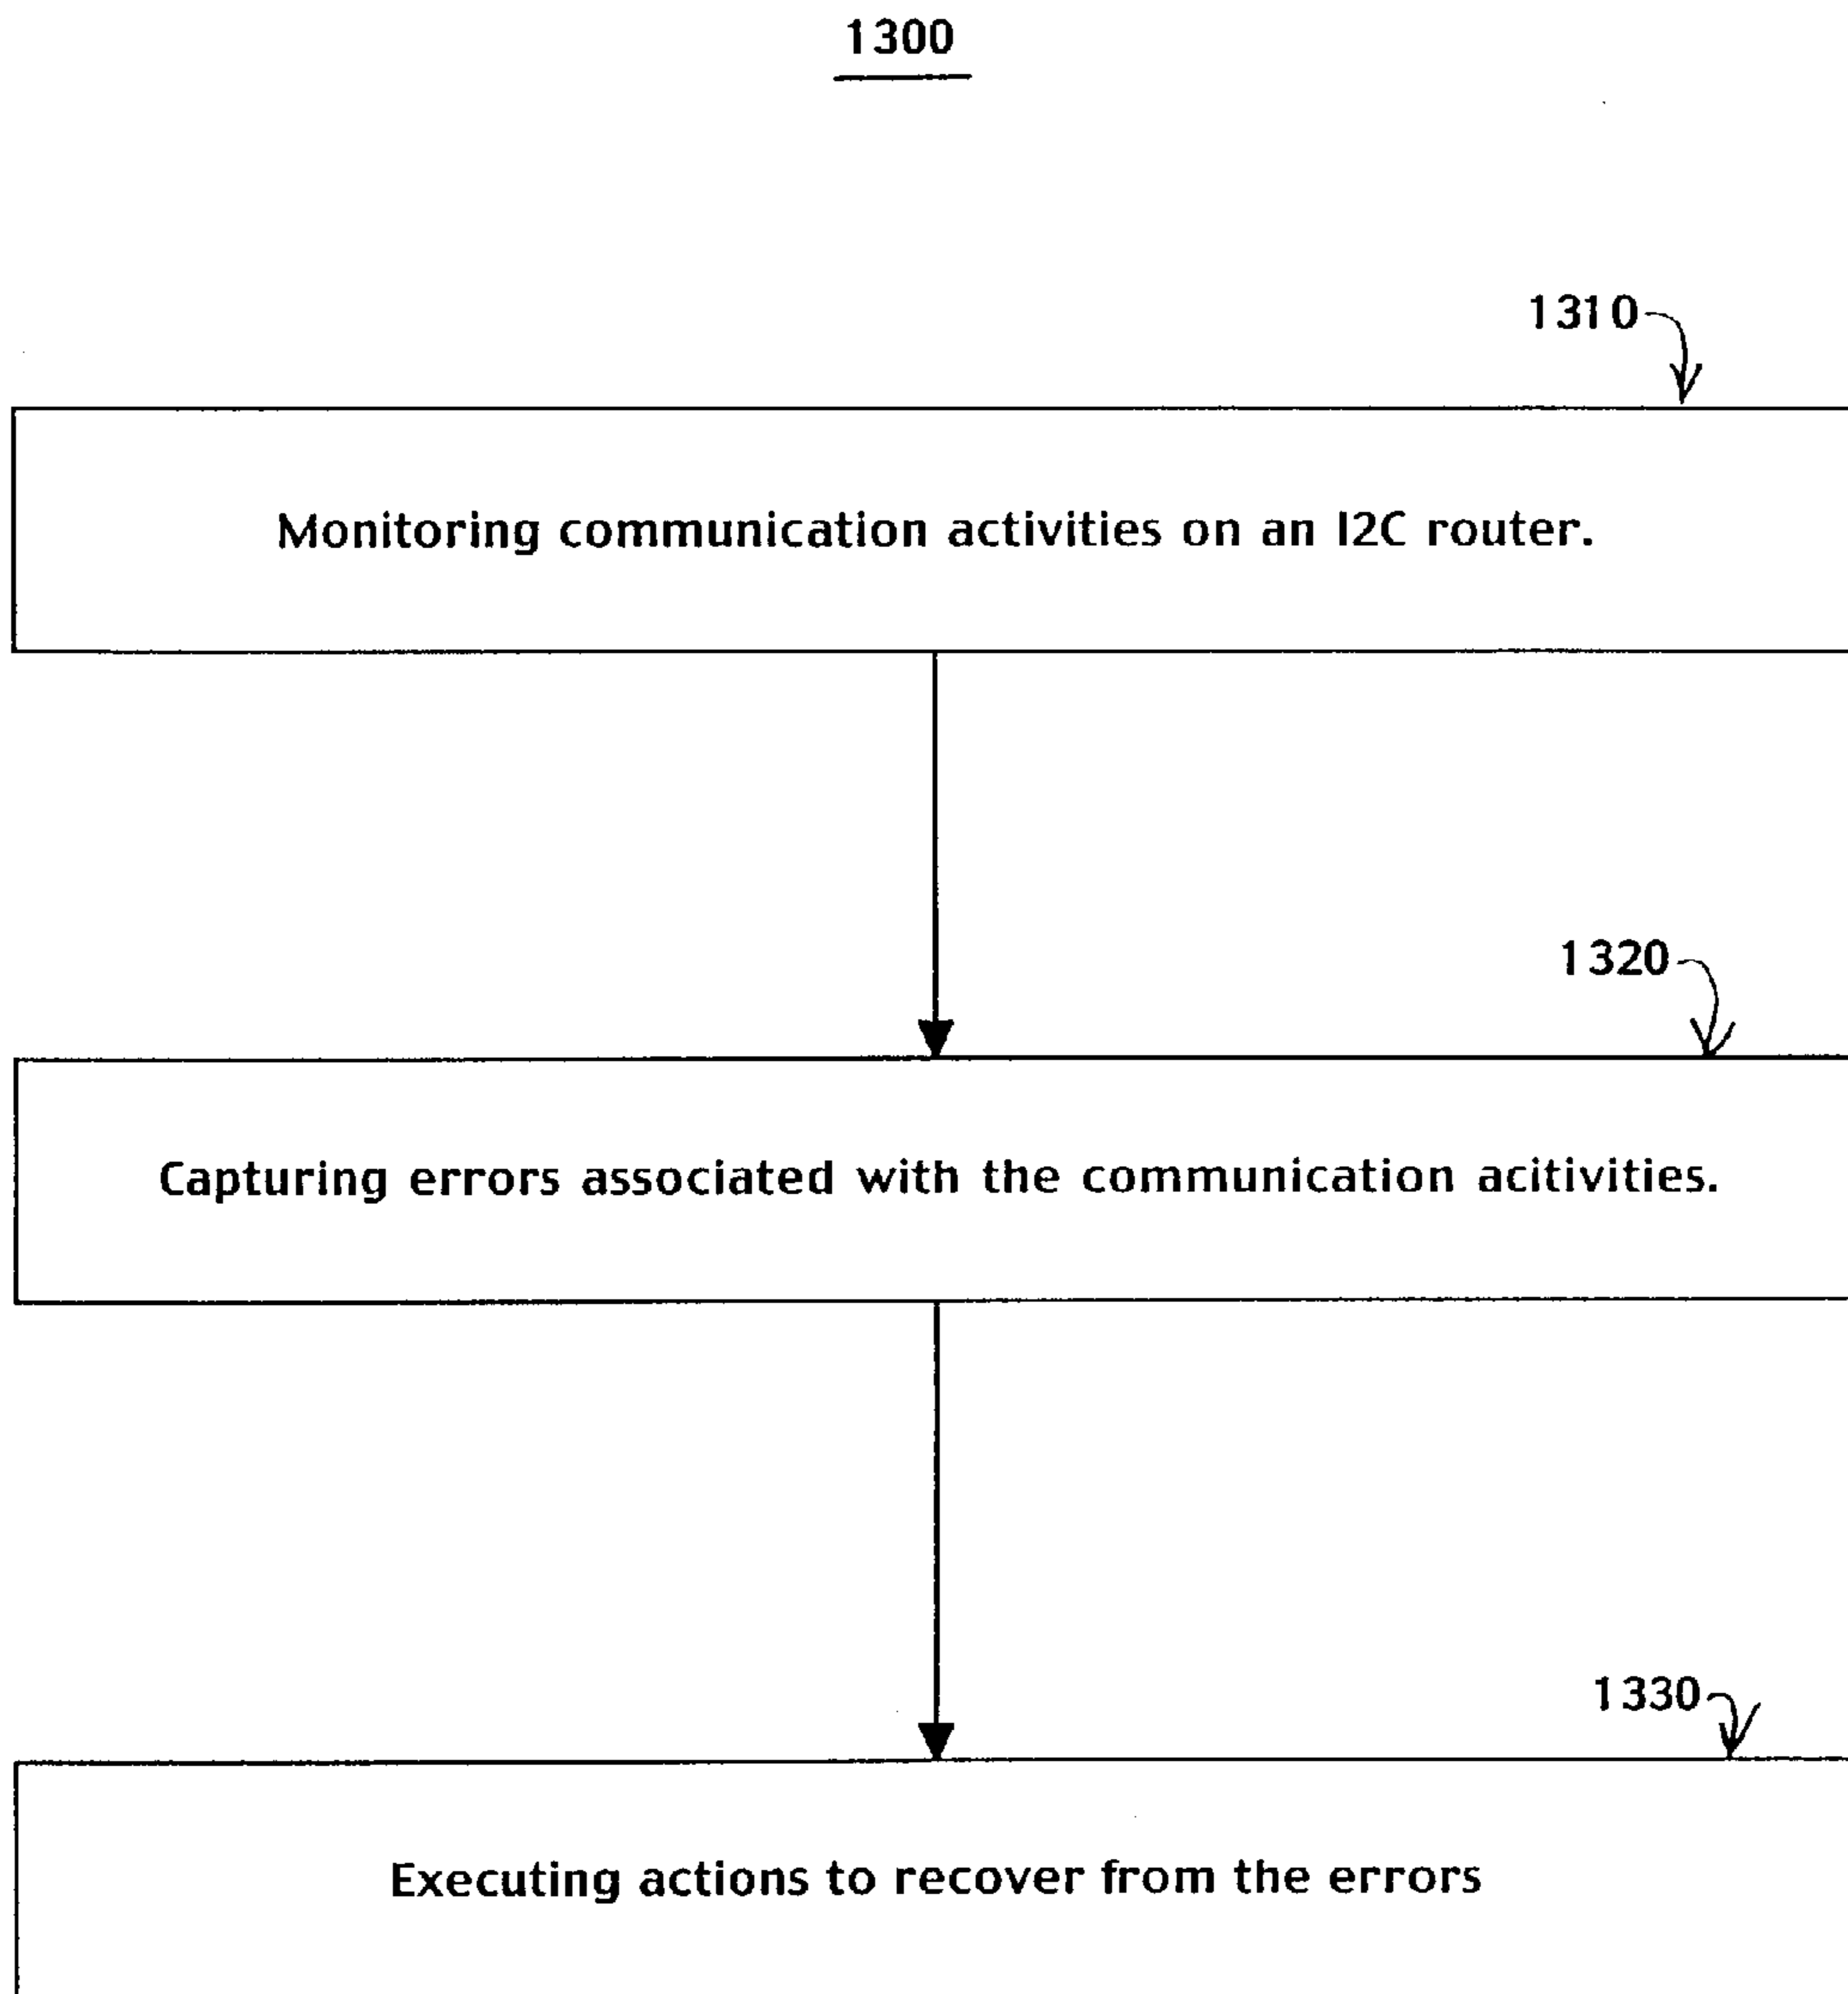 1300
1310
Monitoring communication activities on an I2C router.
1320
Capturing errors associated with the communication acitivities.
1330
Executing actions to recover from the errors